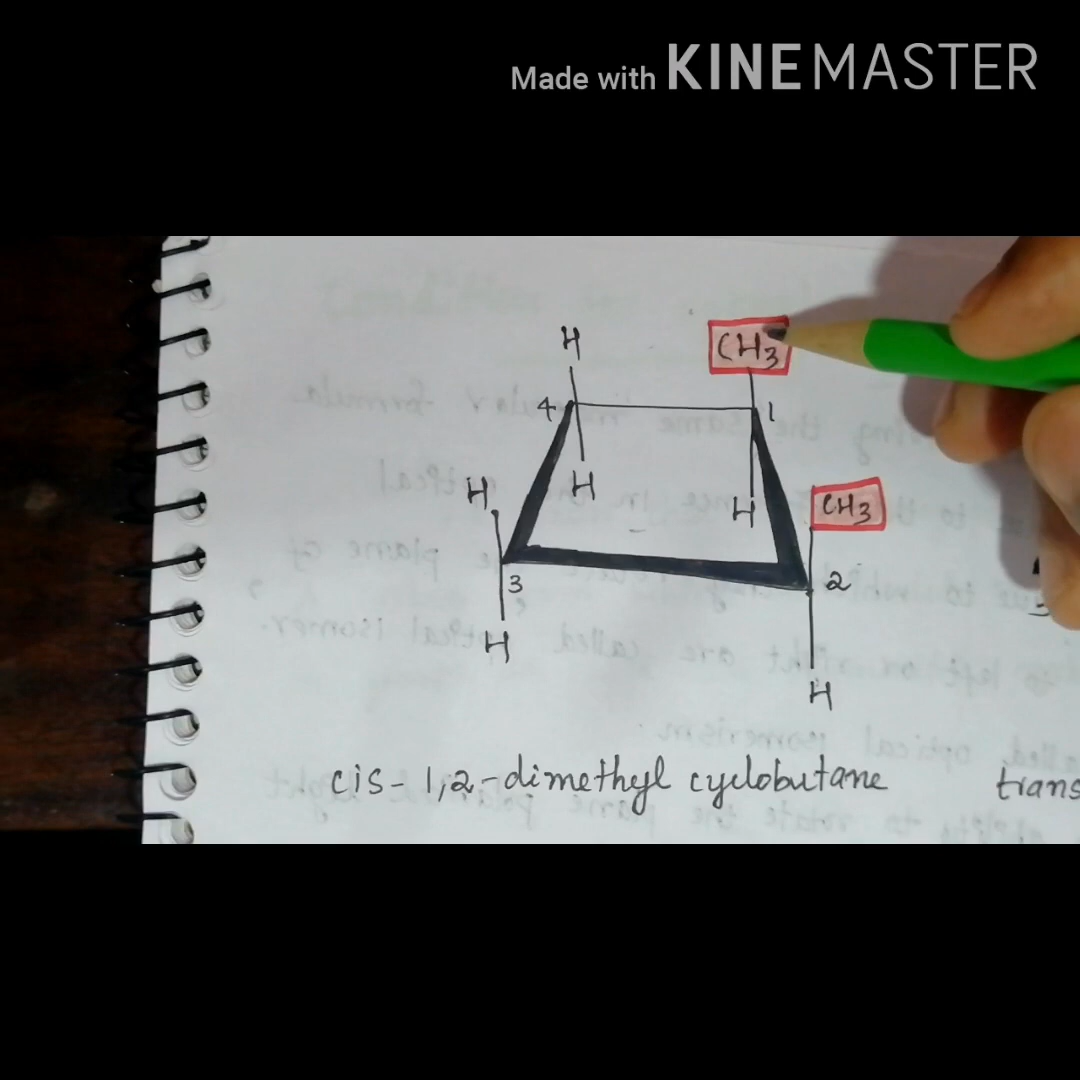 Made with KINEMASTER
H CH3
4 1
H H CH3
H
3 2
H
H
cis- 1,2-dimethyl cyclobutane trans